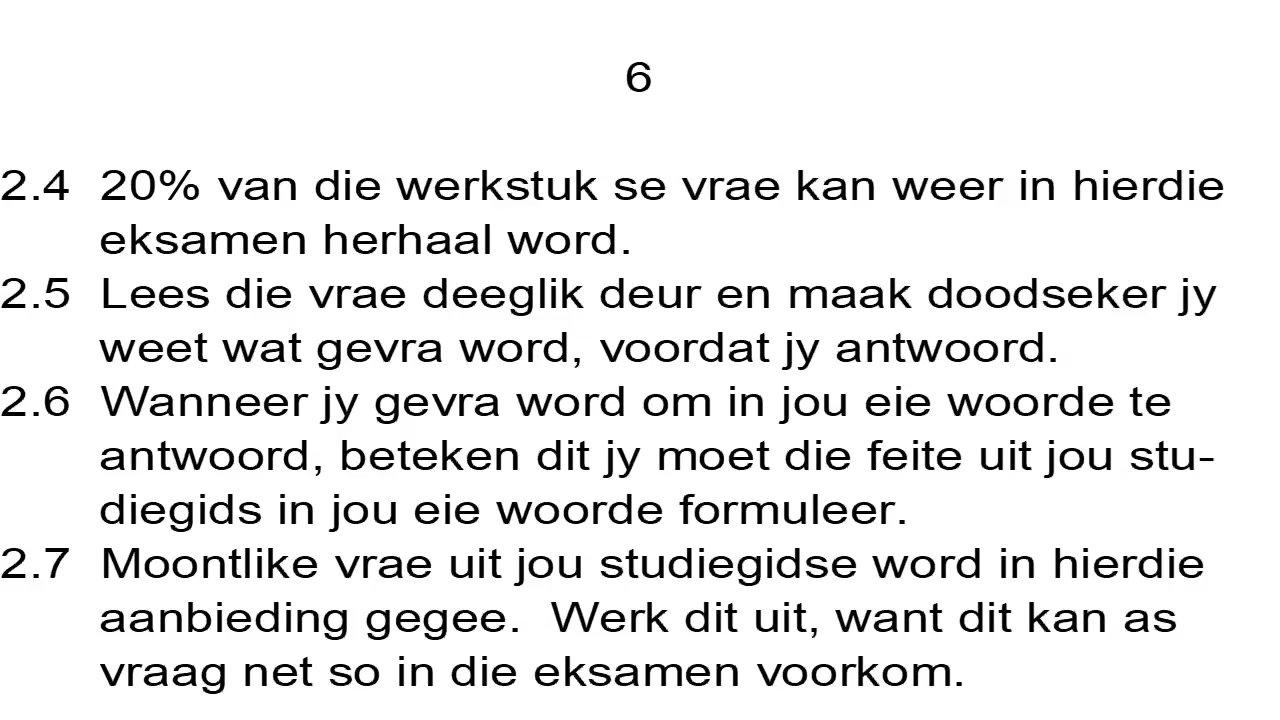 6
2.4 20% van die werkstuk se vrae kan weer in hierdie
eksamen herhaal word.
2.5 Lees die vrae deeglik deur en maak doodseker jy
weet wat gevra word, voordat jy antwoord.
2.6 Wanneer jy gevra word om in jou eie woorde te
antwoord, beteken dit jy moet die feite uit jou stu-
diegids in jou eie woorde formuleer.
2.7 Moontlike vrae uit jou studiegidse word in hierdie
aanbieding gegee. Werk dit uit, want dit kan as
vraag net so in die eksamen voorkom.